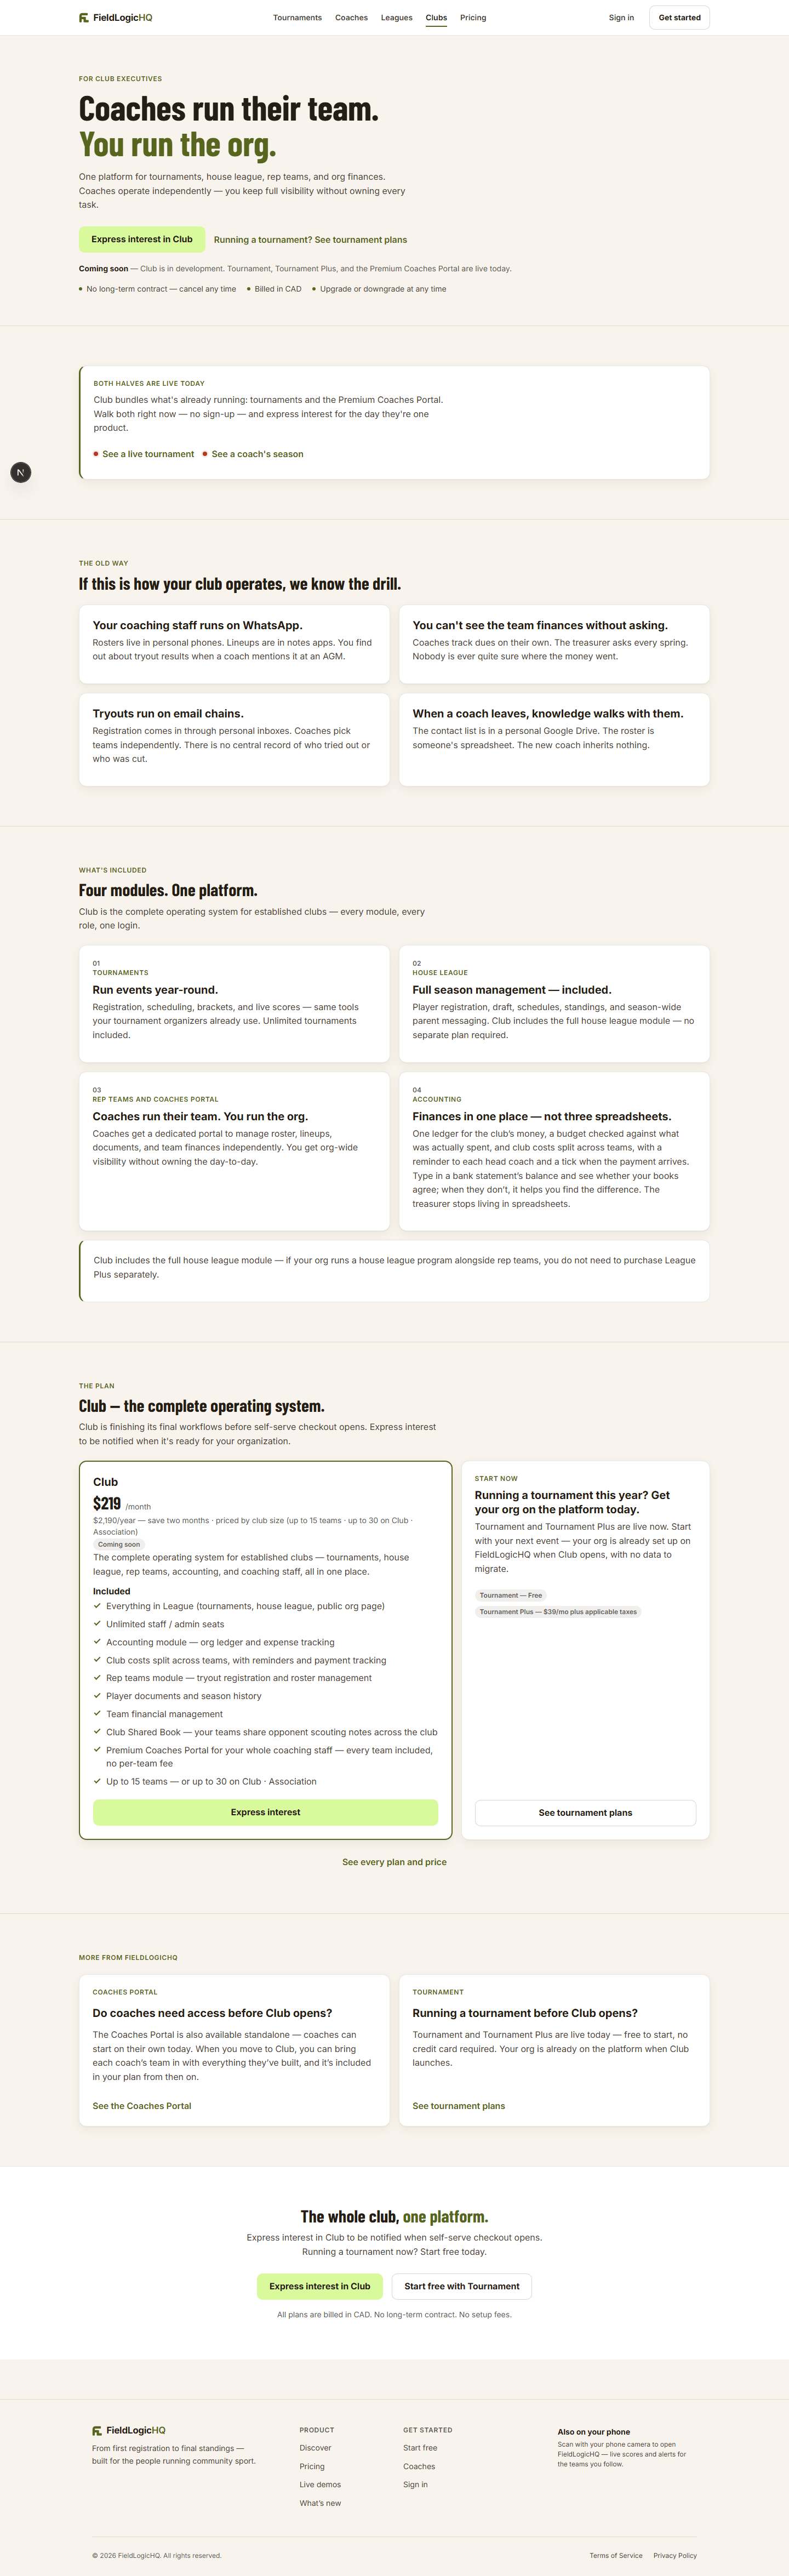 FieldLogicHQ
Tournaments
Coaches
Leagues
Clubs
Pricing
Sign in
Get started
FOR CLUB EXECUTIVES
Coaches run their team.
You run the org.
One platform for tournaments, house league, rep teams, and org finances.
Coaches operate independently — you keep full visibility without owning every
task.
Express interest in Club
Running a tournament? See tournament plans
Coming soon — Club is in development. Tournament, Tournament Plus, and the Premium Coaches Portal are live today.
No long-term contract — cancel any time
Billed in CAD
Upgrade or downgrade at any time
BOTH HALVES ARE LIVE TODAY
Club bundles what's already running: tournaments and the Premium Coaches Portal.
Walk both right now — no sign-up — and express interest for the day they're one
product.
See a live tournament
See a coach's season
N
THE OLD WAY
If this is how your club operates, we know the drill.
Your coaching staff runs on WhatsApp.
Rosters live in personal phones. Lineups are in notes apps. You find
out about tryout results when a coach mentions it at an AGM.
You can't see the team finances without asking.
Coaches track dues on their own. The treasurer asks every spring.
Nobody is ever quite sure where the money went.
Tryouts run on email chains.
Registration comes in through personal inboxes. Coaches pick
teams independently. There is no central record of who tried out or
who was cut.
When a coach leaves, knowledge walks with them.
The contact list is in a personal Google Drive. The roster is
someone's spreadsheet. The new coach inherits nothing.
WHAT'S INCLUDED
Four modules. One platform.
Club is the complete operating system for established clubs — every module, every
role, one login.
01
TOURNAMENTS
Run events year-round.
Registration, scheduling, brackets, and live scores — same tools
your tournament organizers already use. Unlimited tournaments
included.
02
HOUSE LEAGUE
Full season management — included.
Player registration, draft, schedules, standings, and season-wide
parent messaging. Club includes the full house league module — no
separate plan required.
03
REP TEAMS AND COACHES PORTAL
Coaches run their team. You run the org.
Coaches get a dedicated portal to manage roster, lineups,
documents, and team finances independently. You get org-wide
visibility without owning the day-to-day.
04
ACCOUNTING
Finances in one place — not three spreadsheets.
One ledger for the club's money, a budget checked against what
was actually spent, and club costs split across teams, with a
reminder to each head coach and a tick when the payment arrives.
Type in a bank statement's balance and see whether your books
agree; when they don't, it helps you find the difference. The
treasurer stops living in spreadsheets.
Club includes the full house league module — if your org runs a house league program alongside rep teams, you do not need to purchase League
Plus separately.
THE PLAN
Club — the complete operating system.
Club is finishing its final workflows before self-serve checkout opens. Express interest
to be notified when it's ready for your organization.
Club
$219 /month
$2,190/year — save two months · priced by club size (up to 15 teams · up to 30 on Club ·
Association)
Coming soon
The complete operating system for established clubs — tournaments, house
league, rep teams, accounting, and coaching staff, all in one place.
Included
Everything in League (tournaments, house league, public org page)
Unlimited staff / admin seats
Accounting module — org ledger and expense tracking
Club costs split across teams, with reminders and payment tracking
Rep teams module — tryout registration and roster management
Player documents and season history
Team financial management
Club Shared Book — your teams share opponent scouting notes across the club
Premium Coaches Portal for your whole coaching staff — every team included,
no per-team fee
Up to 15 teams — or up to 30 on Club · Association
Express interest
START NOW
Running a tournament this year? Get
your org on the platform today.
Tournament and Tournament Plus are live now. Start
with your next event — your org is already set up on
FieldLogicHQ when Club opens, with no data to
migrate.
Tournament — Free
Tournament Plus — $39/mo plus applicable taxes
See tournament plans
See every plan and price
MORE FROM FIELDLOGICHQ
COACHES PORTAL
Do coaches need access before Club opens?
The Coaches Portal is also available standalone — coaches can
start on their own today. When you move to Club, you can bring
each coach's team in with everything they've built, and it's included
in your plan from then on.
See the Coaches Portal
TOURNAMENT
Running a tournament before Club opens?
Tournament and Tournament Plus are live today — free to start, no
credit card required. Your org is already on the platform when Club
launches.
See tournament plans
The whole club, one platform.
Express interest in Club to be notified when self-serve checkout opens.
Running a tournament now? Start free today.
Express interest in Club
Start free with Tournament
All plans are billed in CAD. No long-term contract. No setup fees.
FieldLogicHQ
From first registration to final standings —
built for the people running community sport.
PRODUCT
Discover
Pricing
Live demos
What's new
GET STARTED
Start free
Coaches
Sign in
Also on your phone
Scan with your phone camera to open
FieldLogicHQ — live scores and alerts for
the teams you follow.
© 2026 FieldLogicHQ. All rights reserved.
Terms of Service
Privacy Policy